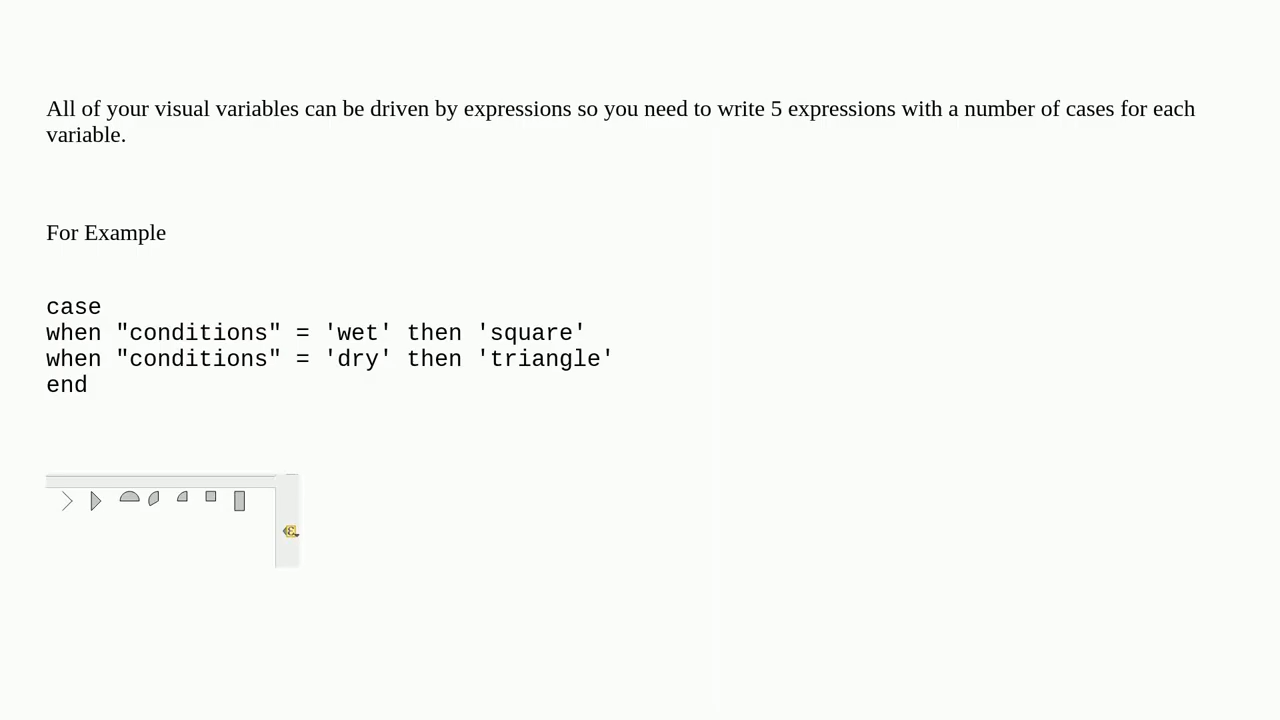 All of your visual variables can be driven by expressions so you need to write 5 expressions with a number of cases for each
variable.
For Example
case
when "conditions" = 'wet' then 'square'
when "conditions" = 'dry' then 'triangle'
end